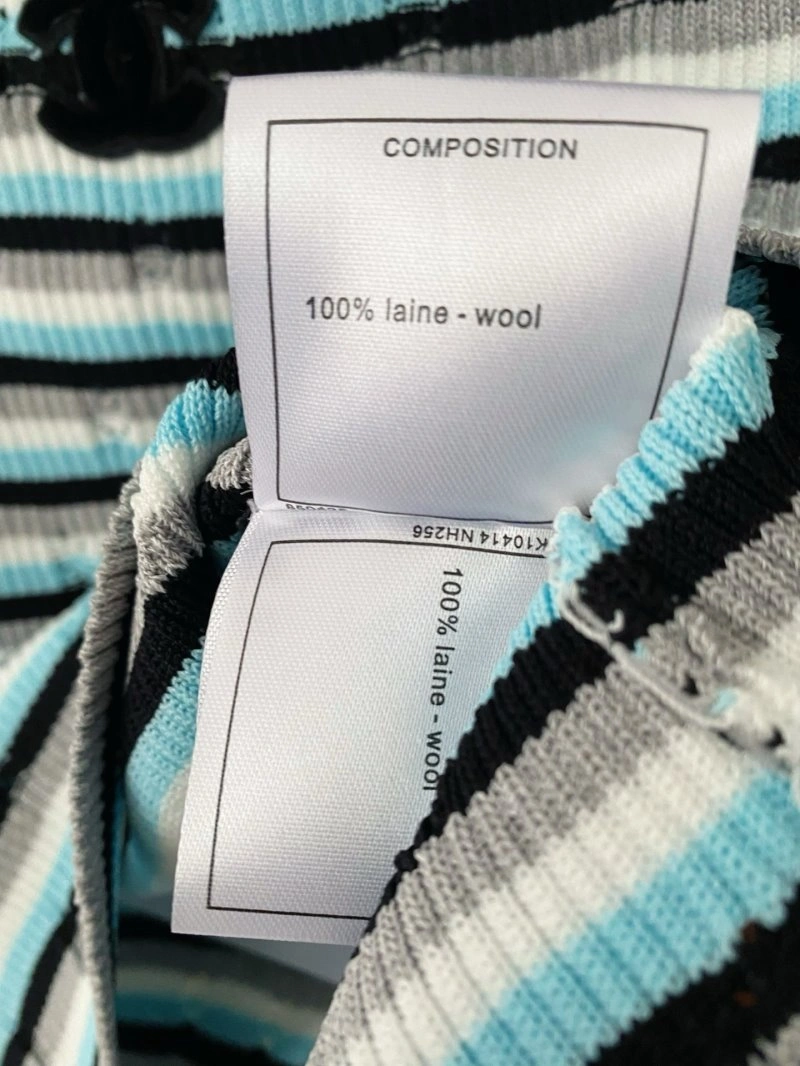 COMPOSITION
100% laine - wool
K10414 NH256
100% laine - wool